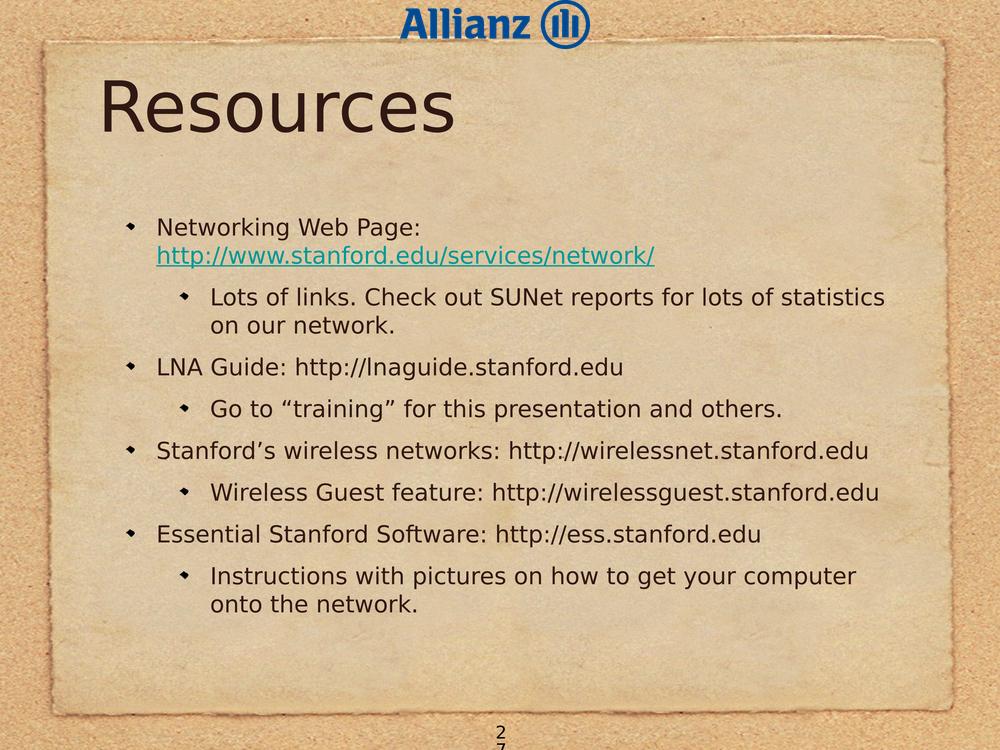 Allianz
Resources
Networking Web Page:
http://www.stanford.edu/services/network/
Lots of links. Check out SUNet reports for lots of statistics
on our network.
LNA Guide: http://lnaguide.stanford.edu
Go to “training” for this presentation and others.
Stanford’s wireless networks: http://wirelessnet.stanford.edu
Wireless Guest feature: http://wirelessguest.stanford.edu
Essential Stanford Software: http://ess.stanford.edu
Instructions with pictures on how to get your computer
onto the network.
2
7